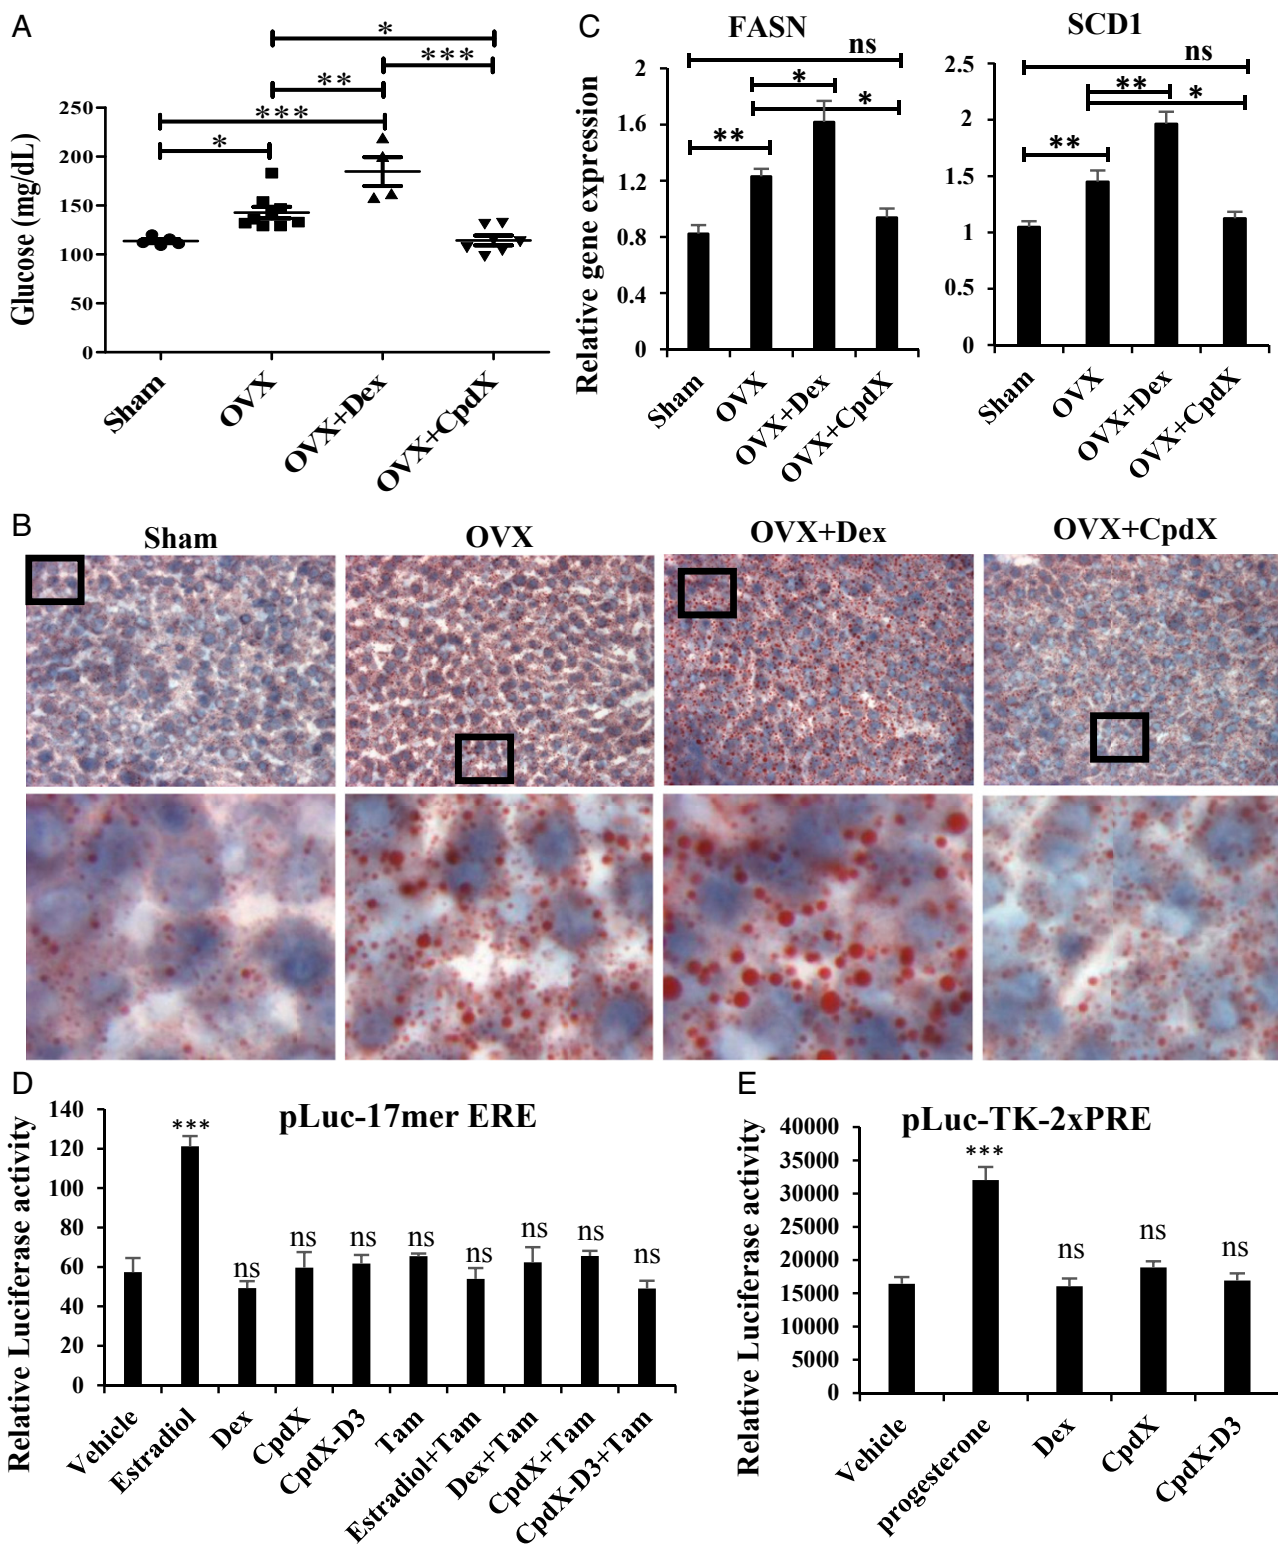 A
*
***
**
***
*
Glucose (mg/dL)
250
200
150
100
50
0
Sham
OVX
OVX+Dex
OVX+CpdX
C
FASN
ns
*
*
**
Relative gene expression
2
1.6
1.2
0.8
0.4
0
Sham
OVX
OVX+Dex
OVX+CpdX
SCD1
ns
**
*
**
2.5
2
1.5
1
0.5
0
Sham
OVX
OVX+Dex
OVX+CpdX
B
Sham
OVX
OVX+Dex
OVX+CpdX
D
pLuc-17mer ERE
Relative Luciferase activity
140
120
100
80
60
40
20
0
***
ns
ns
ns
ns
ns
ns
ns
ns
Vehicle
Estradiol
Dex
CpdX
CpdX-D3
Tam
Estradiol+Tam
Dex+Tam
CpdX+Tam
CpdX-D3+Tam
E
pLuc-TK-2xPRE
Relative Luciferase activity
40000
35000
30000
25000
20000
15000
10000
5000
0
***
ns
ns
ns
Vehicle
progesterone
Dex
CpdX
CpdX-D3